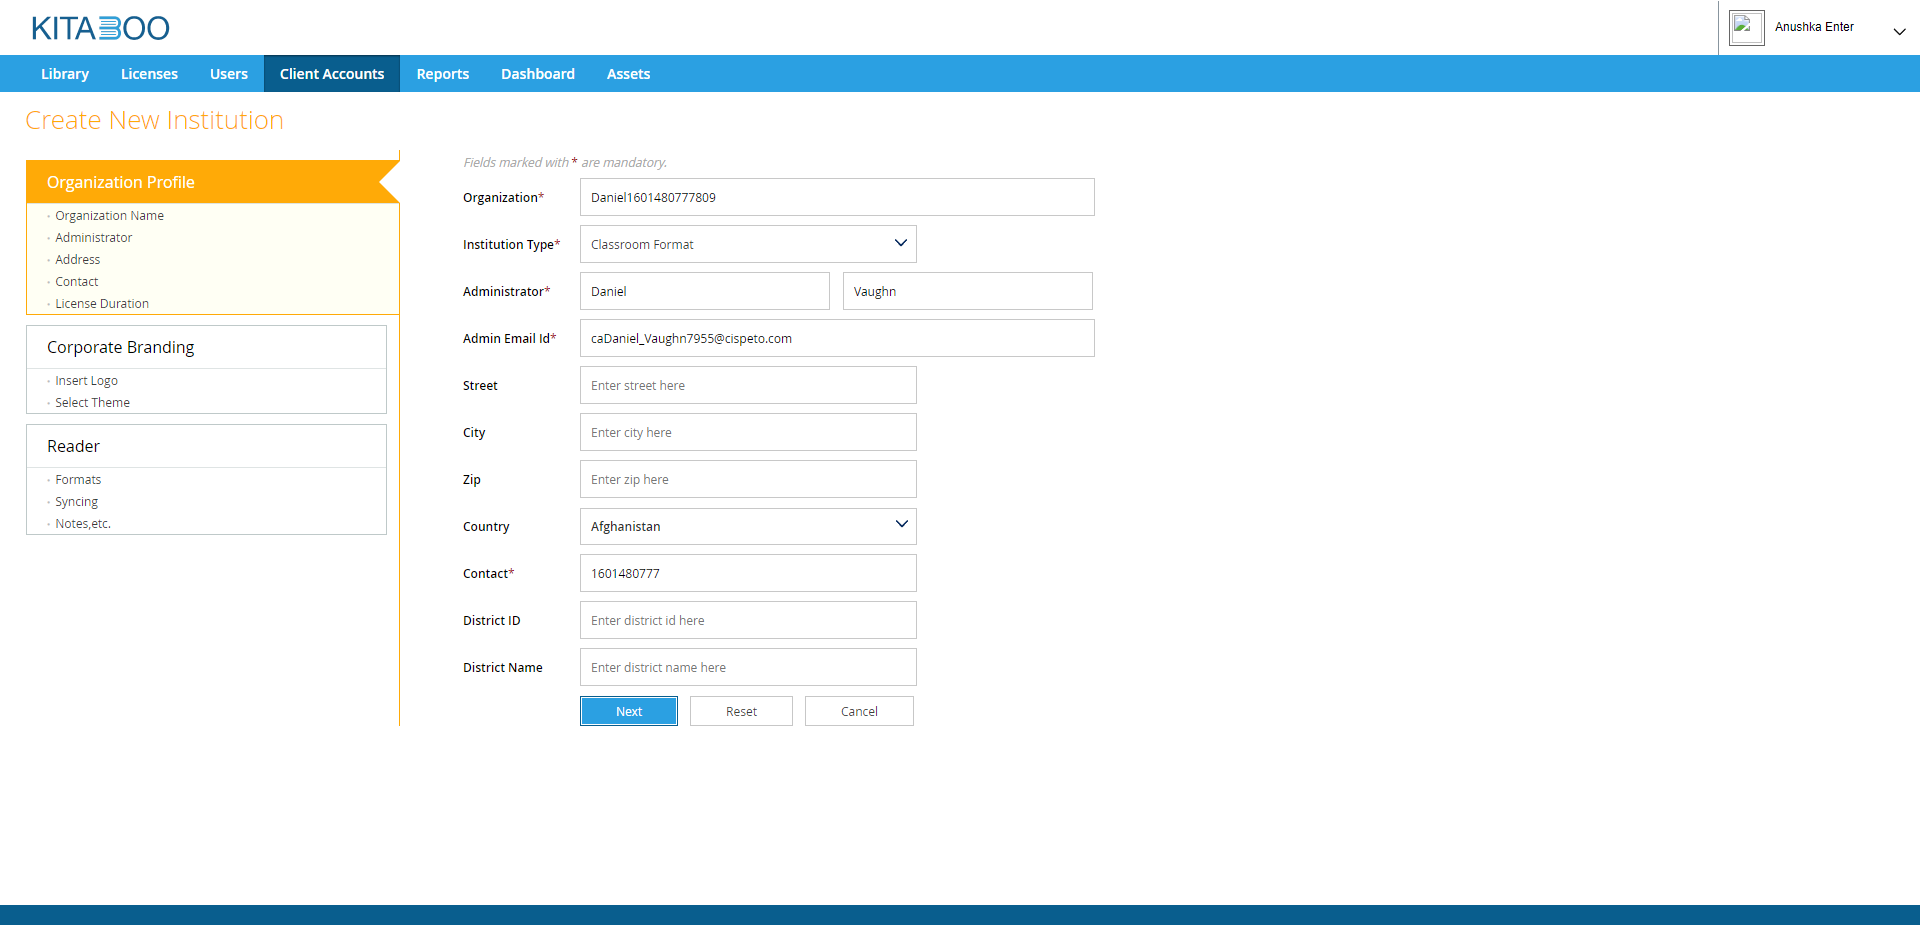 KITABOO
Anushka Enter
Library Licenses Users Client Accounts Reports Dashboard Assets
Create New Institution
Organization Profile
Organization Name
Administrator
Address
Contact
License Duration
Corporate Branding
Insert Logo
Select Theme
Reader
Formats
Syncing
Notes,etc.
Fields marked with * are mandatory.
Organization* Daniel1601480777809
Institution Type* Classroom Format
Administrator* Daniel Vaughn
Admin Email Id* caDaniel_Vaughn7955@cispeto.com
Street Enter street here
City Enter city here
Zip Enter zip here
Country Afghanistan
Contact* 1601480777
District ID Enter district id here
District Name Enter district name here
Next Reset Cancel